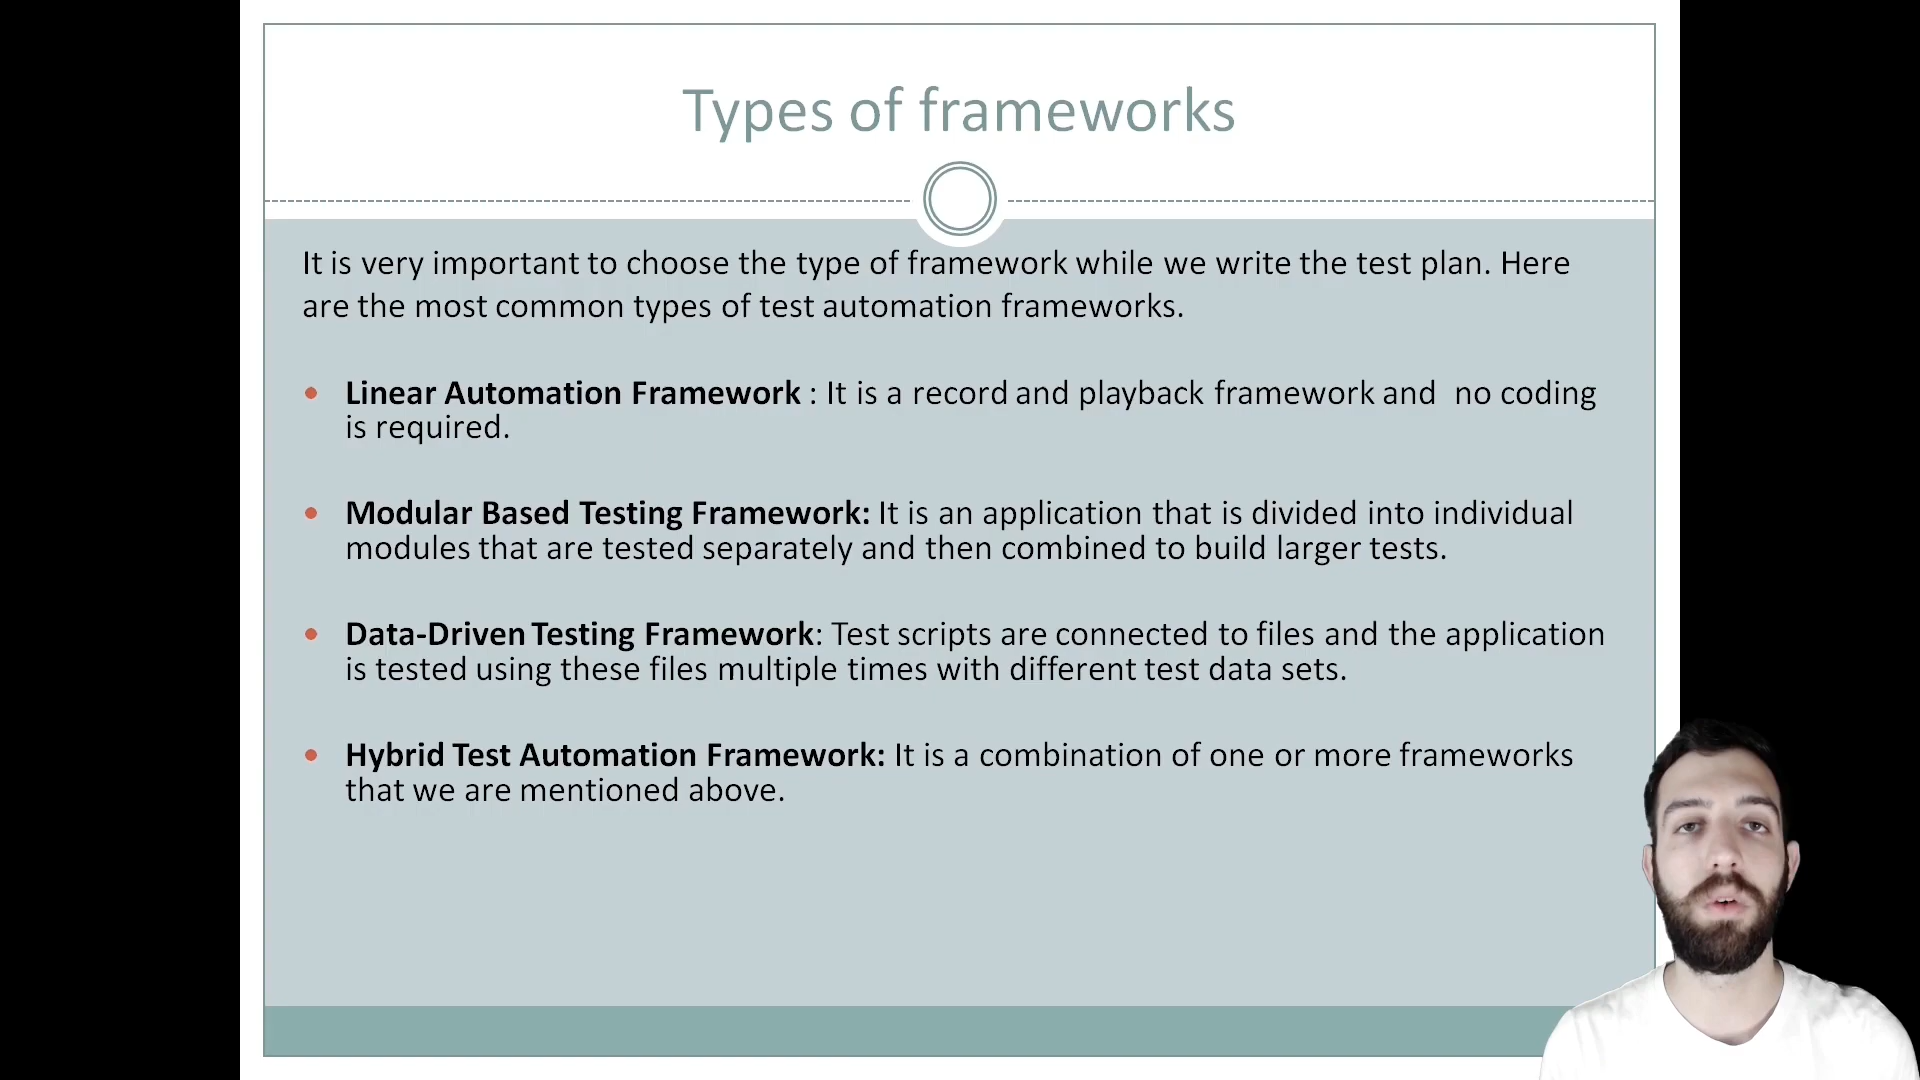 Types of frameworks
It is very important to choose the type of framework while we write the test plan. Here
are the most common types of test automation frameworks.
• Linear Automation Framework : It is a record and playback framework and  no coding
is required.
• Modular Based Testing Framework: It is an application that is divided into individual
modules that are tested separately and then combined to build larger tests.
• Data-Driven Testing Framework: Test scripts are connected to files and the application
is tested using these files multiple times with different test data sets.
• Hybrid Test Automation Framework: It is a combination of one or more frameworks
that we are mentioned above.